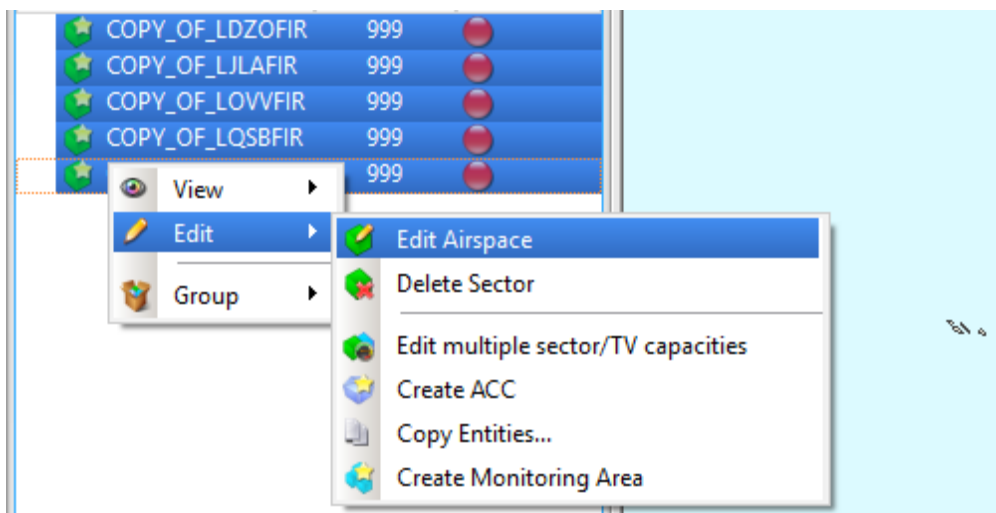 COPY_OF_LDZOFIR 999
COPY_OF_LJLAFIR 999
COPY_OF_LOVVFIR 999
COPY_OF_LQSBFIR 999
999
View
Edit
Group
Edit Airspace
Delete Sector
Edit multiple sector/TV capacities
Create ACC
Copy Entities...
Create Monitoring Area